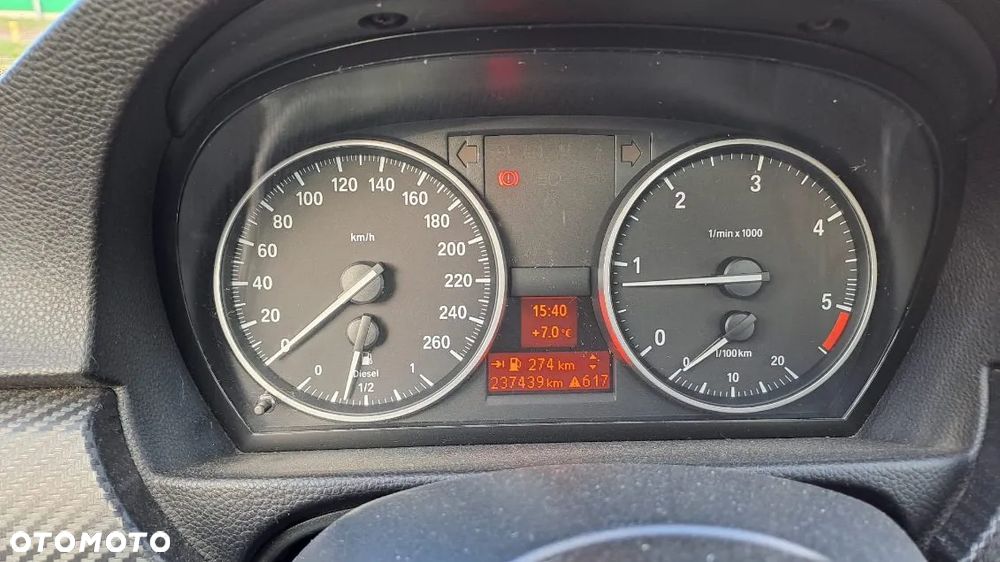 0 20 40 60 80 100 120 140 160 180 200 220 240 260
km/h
0 1/2 1
Diesel
15:40
+7.0 °C
274 km
237439 km 617
0 1 2 3 4 5
1/min x 1000
0 10 20
l/100km
OTOMOTO